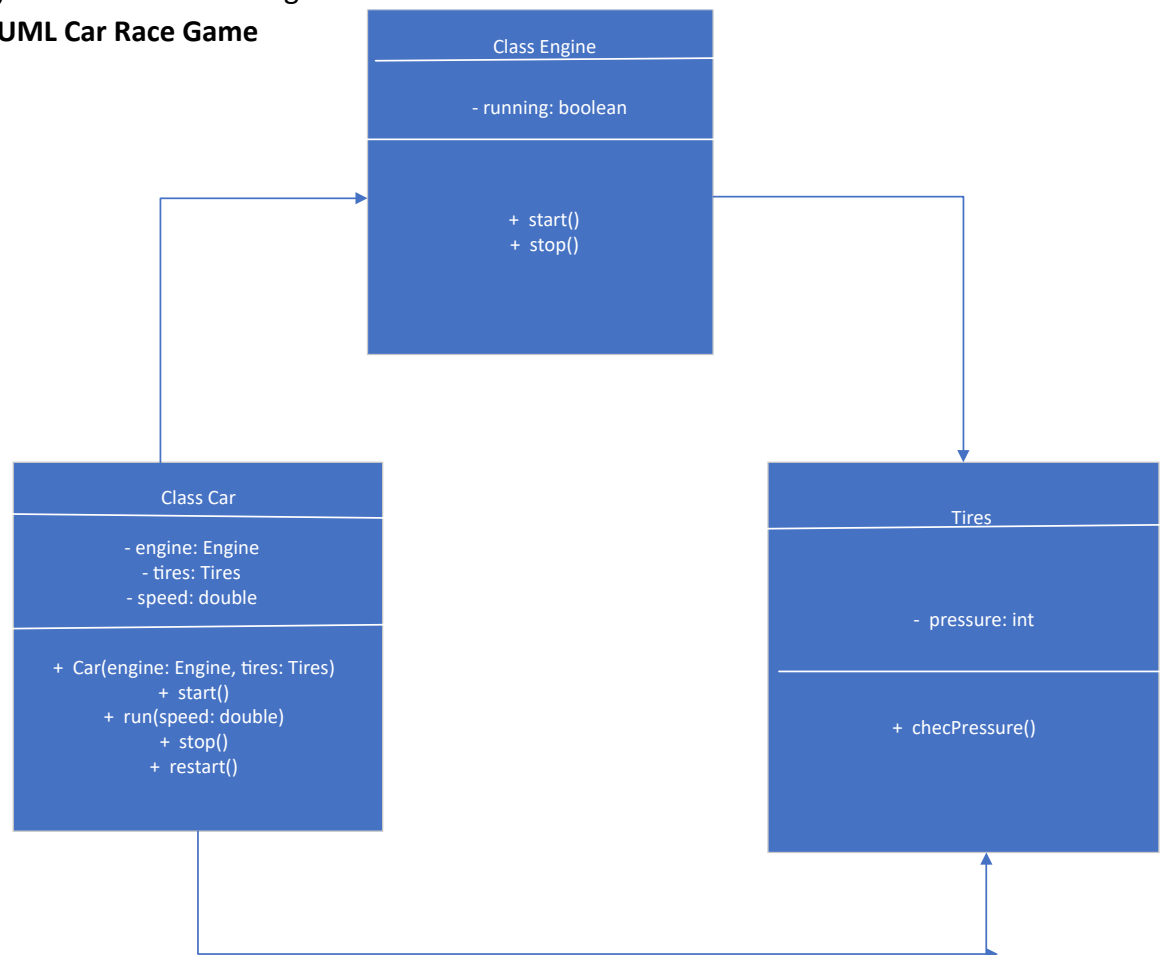 UML Car Race Game
Class Engine
- running: boolean
+ start()
+ stop()
Class Car
- engine: Engine
- tires: Tires
- speed: double
+ Car(engine: Engine, tires: Tires)
+ start()
+ run(speed: double)
+ stop()
+ restart()
Tires
- pressure: int
+ checPressure()